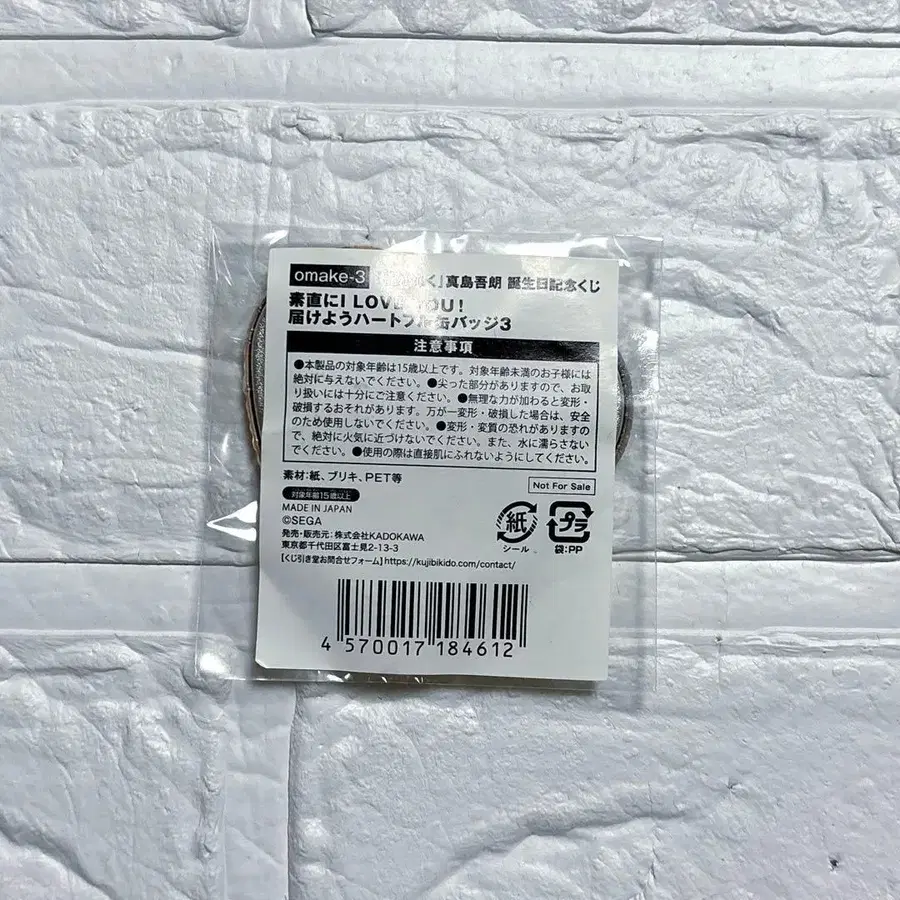 omake-3 く」真島吾朗 誕生日記念くじ
素直にI LOVE YOU!
届けようハートフル缶バッジ3
注意事項
●本製品の対象年齢は15歳以上です。対象年齢未満のお子様には
絶対に与えないでください。●尖った部分がありますので、お取
り扱いには十分にご注意ください。●無理な力が加わると変形・
破損するおそれがあります。万が一変形・破損した場合は、安全
のため使用しないでください。●変形・変質の恐れがありますの
で、絶対に火気に近づけないでください。また、水に濡らさない
でください。●使用の際は直接肌にふれないようにしてください。
素材:紙、ブリキ、PET等
Not For Sale
対象年齢15歳以上
MADE IN JAPAN
©SEGA
発売・販売元:株式会社KADOKAWA
東京都千代田区富士見2-13-3
【くじ引き堂お問合せフォーム】https://kujibikido.com/contact/
紙
シール
プラ
袋:PP
4 570017 184612